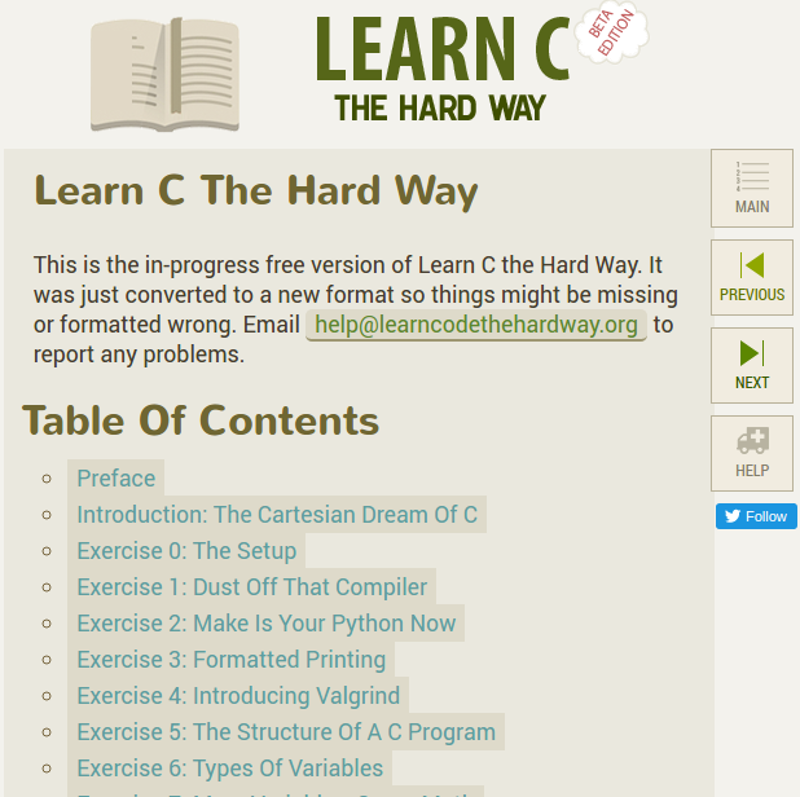 LEARN C
BETA
EDITION
THE HARD WAY
Learn C The Hard Way
This is the in-progress free version of Learn C the Hard Way. It
was just converted to a new format so things might be missing
or formatted wrong. Email help@learncodethehardway.org to
report any problems.
Table Of Contents
Preface
Introduction: The Cartesian Dream Of C
Exercise 0: The Setup
Exercise 1: Dust Off That Compiler
Exercise 2: Make Is Your Python Now
Exercise 3: Formatted Printing
Exercise 4: Introducing Valgrind
Exercise 5: The Structure Of A C Program
Exercise 6: Types Of Variables
1
2
3
4
MAIN
PREVIOUS
NEXT
HELP
Follow